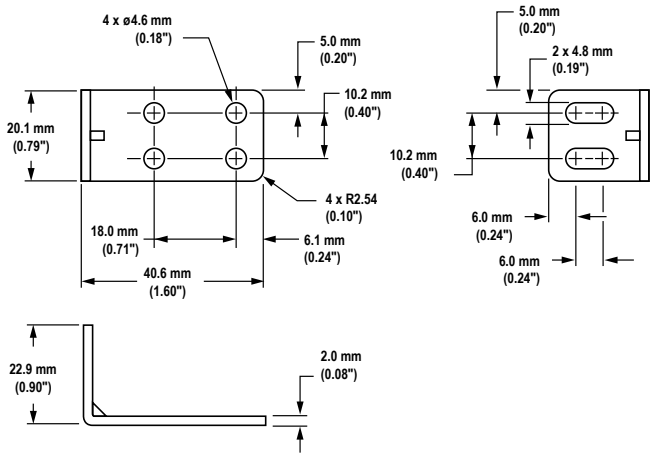 4 x ø4.6 mm
(0.18")
5.0 mm
(0.20")
10.2 mm
(0.40")
20.1 mm
(0.79")
4 x R2.54
(0.10")
18.0 mm
(0.71")
6.1 mm
(0.24")
40.6 mm
(1.60")
5.0 mm
(0.20")
2 x 4.8 mm
(0.19")
10.2 mm
(0.40")
6.0 mm
(0.24")
6.0 mm
(0.24")
22.9 mm
(0.90")
2.0 mm
(0.08")